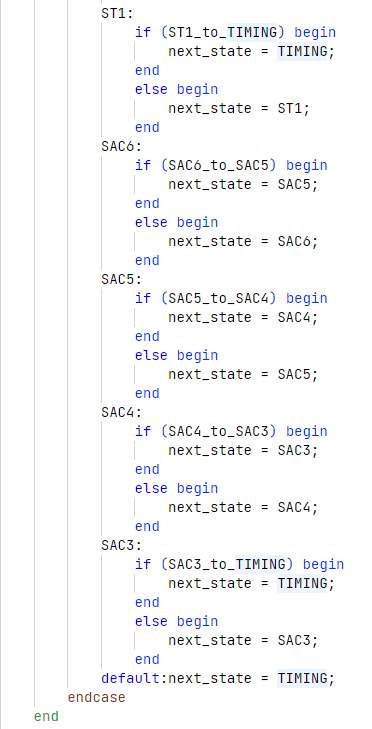 ST1:
if (ST1_to_TIMING) begin
next_state = TIMING;
end
else begin
next_state = ST1;
end
SAC6:
if (SAC6_to_SAC5) begin
next_state = SAC5;
end
else begin
next_state = SAC6;
end
SAC5:
if (SAC5_to_SAC4) begin
next_state = SAC4;
end
else begin
next_state = SAC5;
end
SAC4:
if (SAC4_to_SAC3) begin
next_state = SAC3;
end
else begin
next_state = SAC4;
end
SAC3:
if (SAC3_to_TIMING) begin
next_state = TIMING;
end
else begin
next_state = SAC3;
end
default:next_state = TIMING;
endcase
end